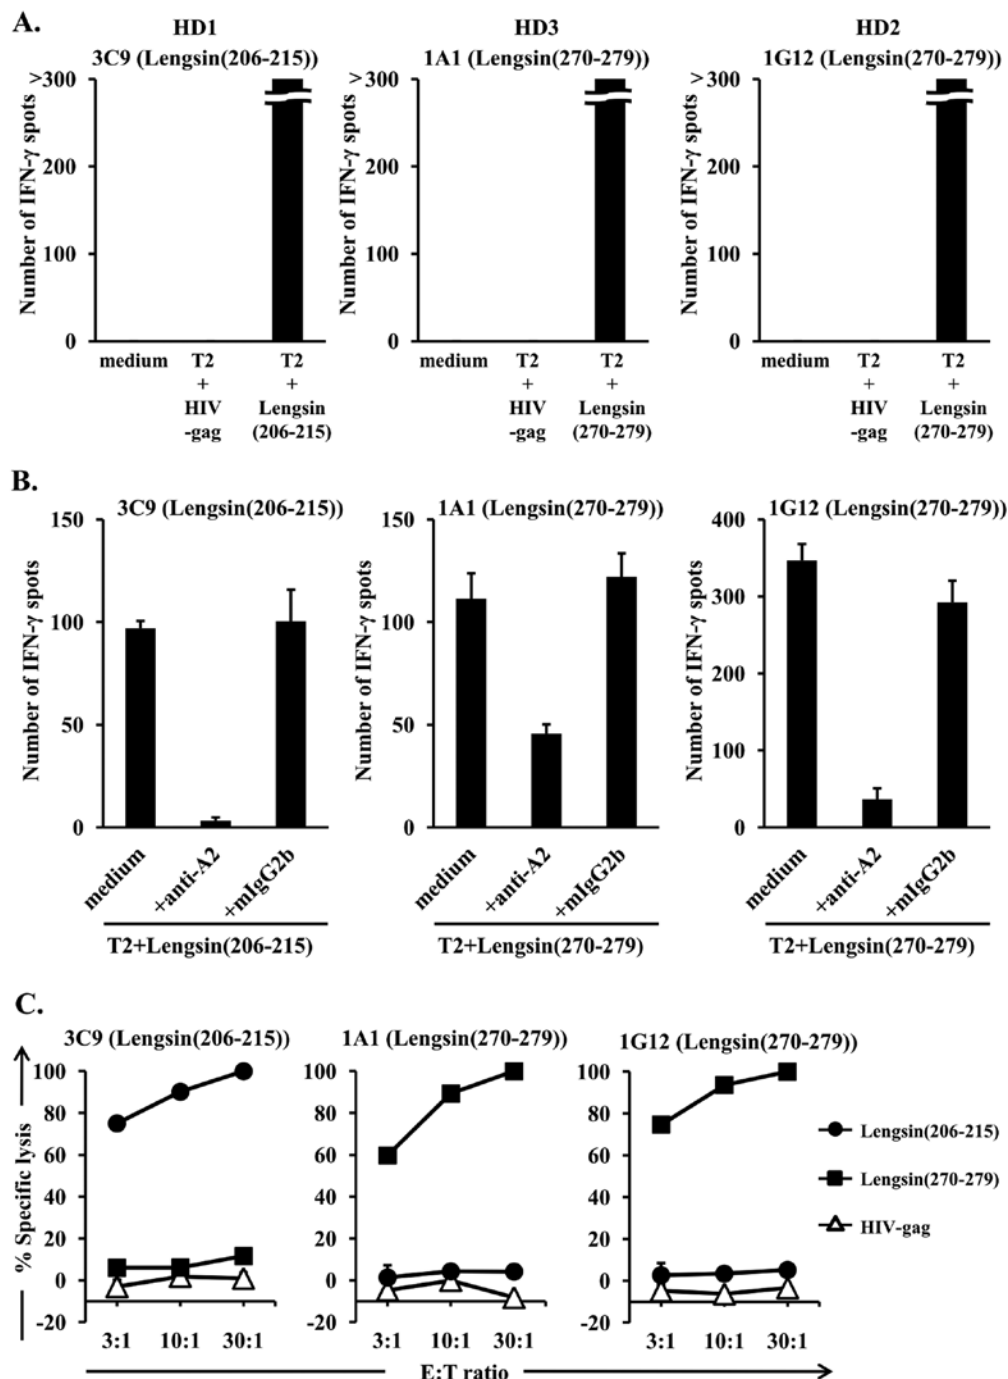 A.
HD1
3C9 (Lengsin(206-215))
>300
200
100
0
Number of IFN-γ spots
medium
T2
+
HIV
-gag
T2
+
Lengsin
(206-215)
HD3
1A1 (Lengsin(270-279))
>300
200
100
0
Number of IFN-γ spots
medium
T2
+
HIV
-gag
T2
+
Lengsin
(270-279)
HD2
1G12 (Lengsin(270-279))
>300
200
100
0
Number of IFN-γ spots
medium
T2
+
HIV
-gag
T2
+
Lengsin
(270-279)
B.
3C9 (Lengsin(206-215))
150
100
50
0
Number of IFN-γ spots
medium
+anti-A2
+mIgG2b
T2+Lengsin(206-215)
1A1 (Lengsin(270-279))
150
100
50
0
Number of IFN-γ spots
medium
+anti-A2
+mIgG2b
T2+Lengsin(270-279)
1G12 (Lengsin(270-279))
400
300
200
100
0
Number of IFN-γ spots
medium
+anti-A2
+mIgG2b
T2+Lengsin(270-279)
C.
3C9 (Lengsin(206-215))
100
80
60
40
20
0
-20
% Specific lysis
3:1 10:1 30:1
1A1 (Lengsin(270-279))
100
80
60
40
20
0
-20
3:1 10:1 30:1
1G12 (Lengsin(270-279))
100
80
60
40
20
0
-20
3:1 10:1 30:1
Lengsin(206-215)
Lengsin(270-279)
HIV-gag
E:T ratio